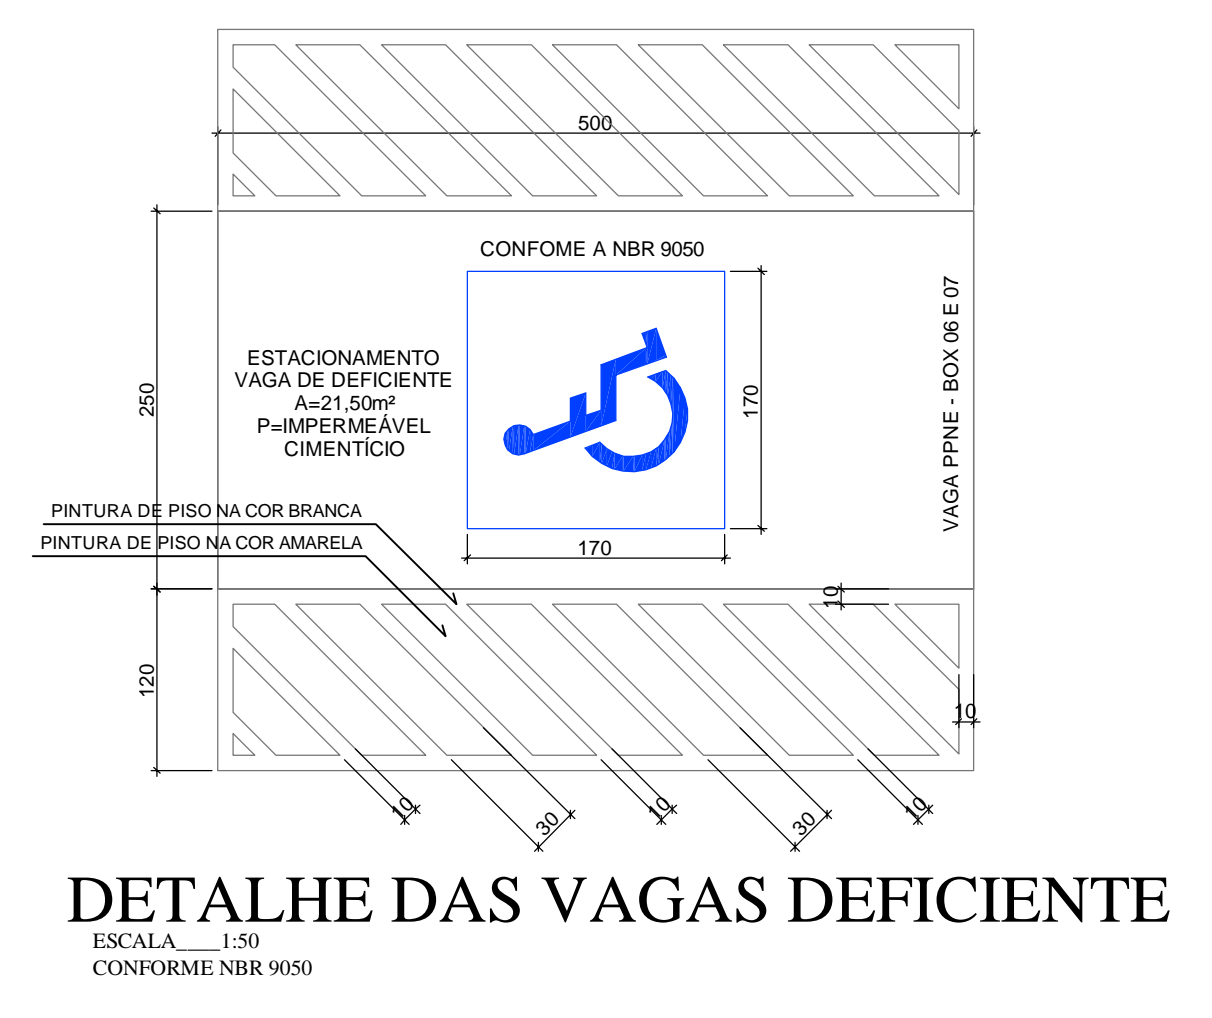 500
CONFOME A NBR 9050
VAGA PPNE - BOX 06 E 07
ESTACIONAMENTO
VAGA DE DEFICIENTE
A=21,50m²
P=IMPERMEÁVEL
CIMENTÍCIO
250
170
PINTURA DE PISO NA COR BRANCA
PINTURA DE PISO NA COR AMARELA
170
10
120
10
10
30
10
30
10
DETALHE DAS VAGAS DEFICIENTE
ESCALA____1:50
CONFORME NBR 9050